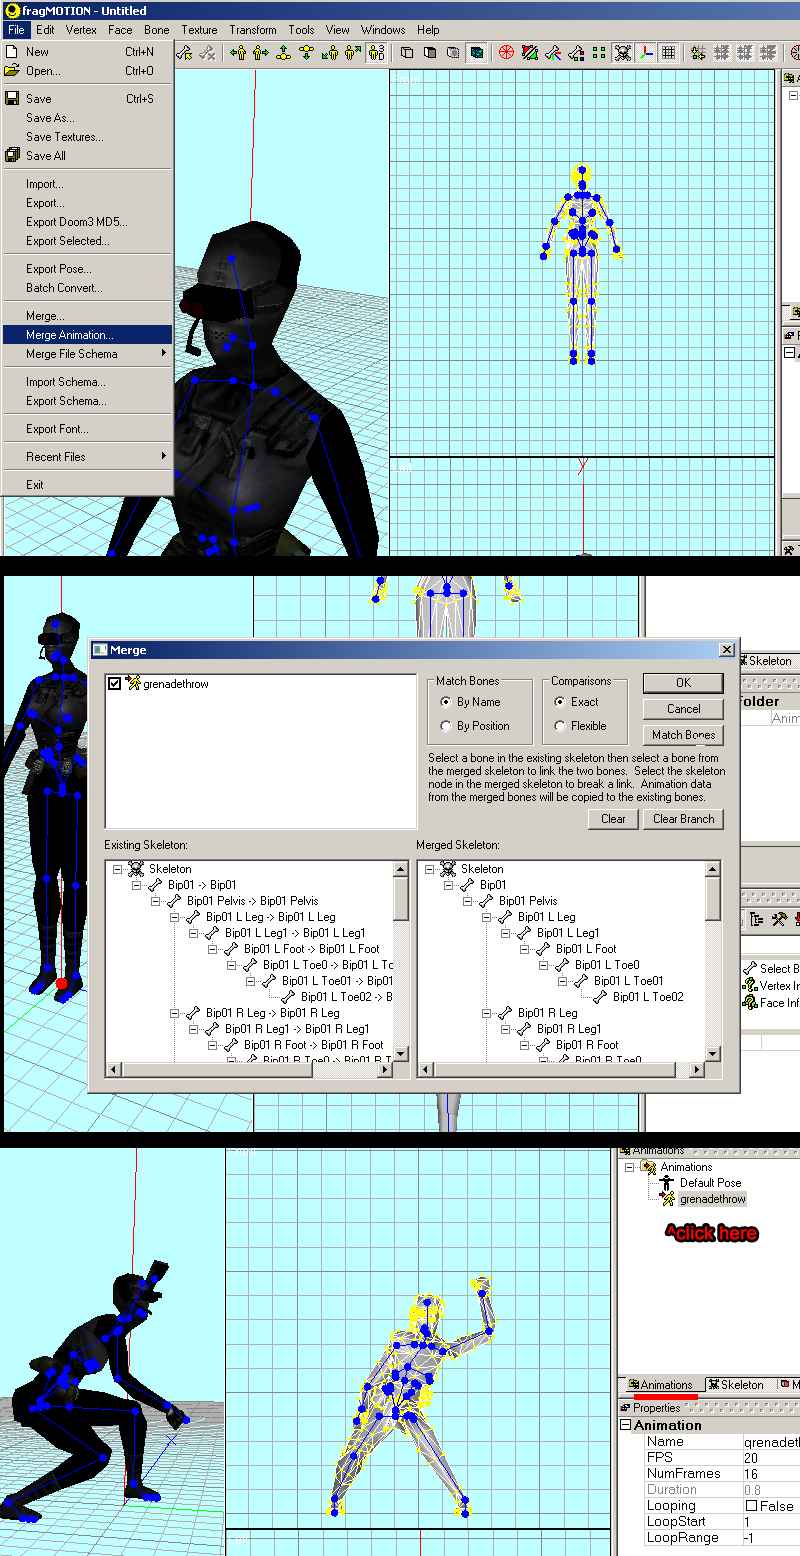 fragMOTION - Untitled
File Edit Vertex Face Bone Texture Transform Tools View Windows Help
New Ctrl+N
Open... Ctrl+O
Save Ctrl+S
Save As...
Save Textures...
Save All
Import...
Export...
Export Doom3 MD5...
Export Selected...
Export Pose...
Batch Convert...
Merge...
Merge Animation...
Merge File Schema
Import Schema...
Export Schema...
Export Font...
Recent Files
Exit
Front
Merge
grenadethrow
Match Bones
By Name
By Position
Comparisons
Exact
Flexible
OK
Cancel
Match Bones
Select a bone in the existing skeleton then select a bone from
the merged skeleton to link the two bones. Select the skeleton
node in the merged skeleton to break a link. Animation data
from the merged bones will be copied to the existing bones.
Clear Clear Branch
Existing Skeleton:
Skeleton
Bip01 -> Bip01
Bip01 Pelvis -> Bip01 Pelvis
Bip01 L Leg -> Bip01 L Leg
Bip01 L Leg1 -> Bip01 L Leg1
Bip01 L Foot -> Bip01 L Foot
Bip01 L Toe0 -> Bip01 L Tc
Bip01 L Toe01 -> Bip01
Bip01 L Toe02 -> B
Bip01 R Leg -> Bip01 R Leg
Bip01 R Leg1 -> Bip01 R Leg1
Bip01 R Foot -> Bip01 R Foot
Bip01 R Toe0 -> Bip01 R T
Merged Skeleton:
Skeleton
Bip01
Bip01 Pelvis
Bip01 L Leg
Bip01 L Leg1
Bip01 L Foot
Bip01 L Toe0
Bip01 L Toe01
Bip01 L Toe02
Bip01 R Leg
Bip01 R Leg1
Bip01 R Foot
Bip01 R Toe0
Skeleton
older
Anim
Select B
Vertex In
Face Inf
Front
Animations
Animations
Default Pose
grenadethrow
^click here
Animations Skeleton M
Properties
Animation
Name grenadeth
FPS 20
NumFrames 16
Duration 0.8
Looping False
LoopStart 1
LoopRange -1